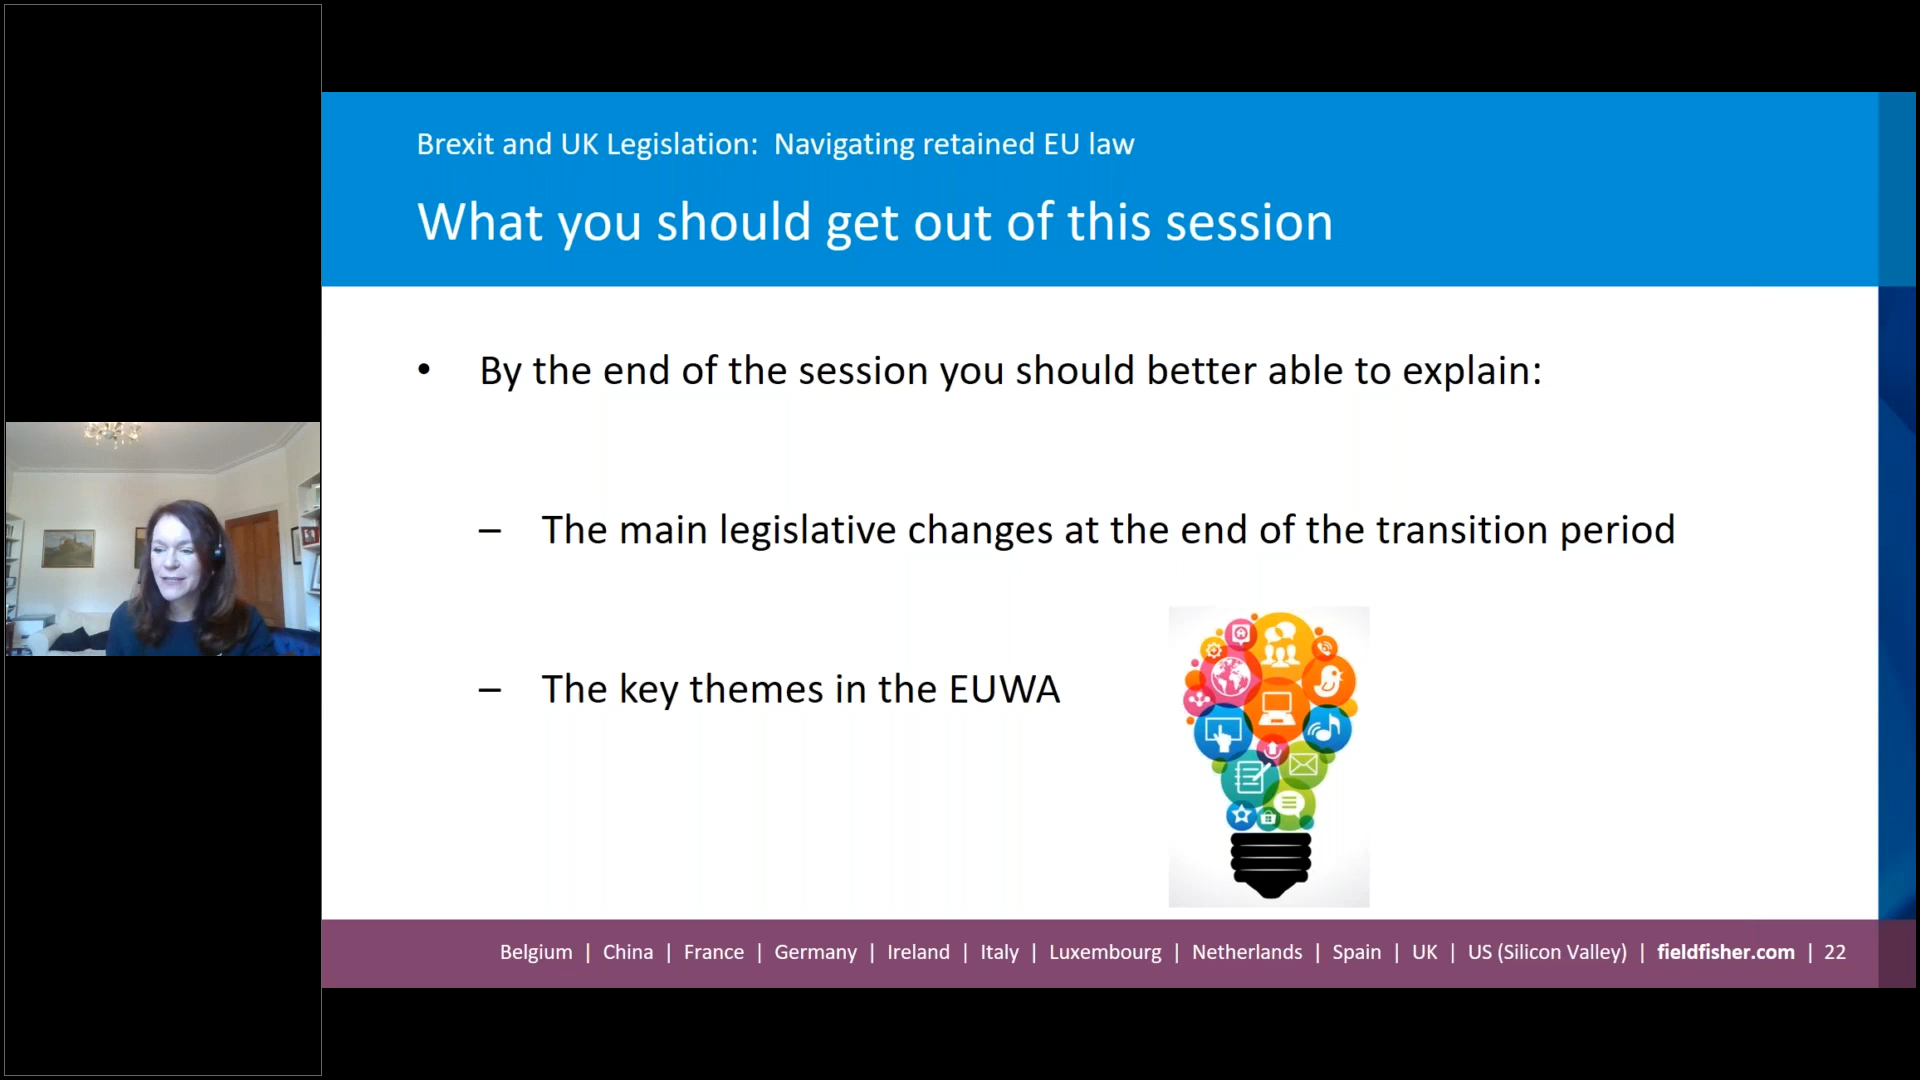 Brexit and UK Legislation: Navigating retained EU law
What you should get out of this session
• By the end of the session you should better able to explain:
– The main legislative changes at the end of the transition period
– The key themes in the EUWA
Belgium | China | France | Germany | Ireland | Italy | Luxembourg | Netherlands | Spain | UK | US (Silicon Valley) | fieldfisher.com | 22